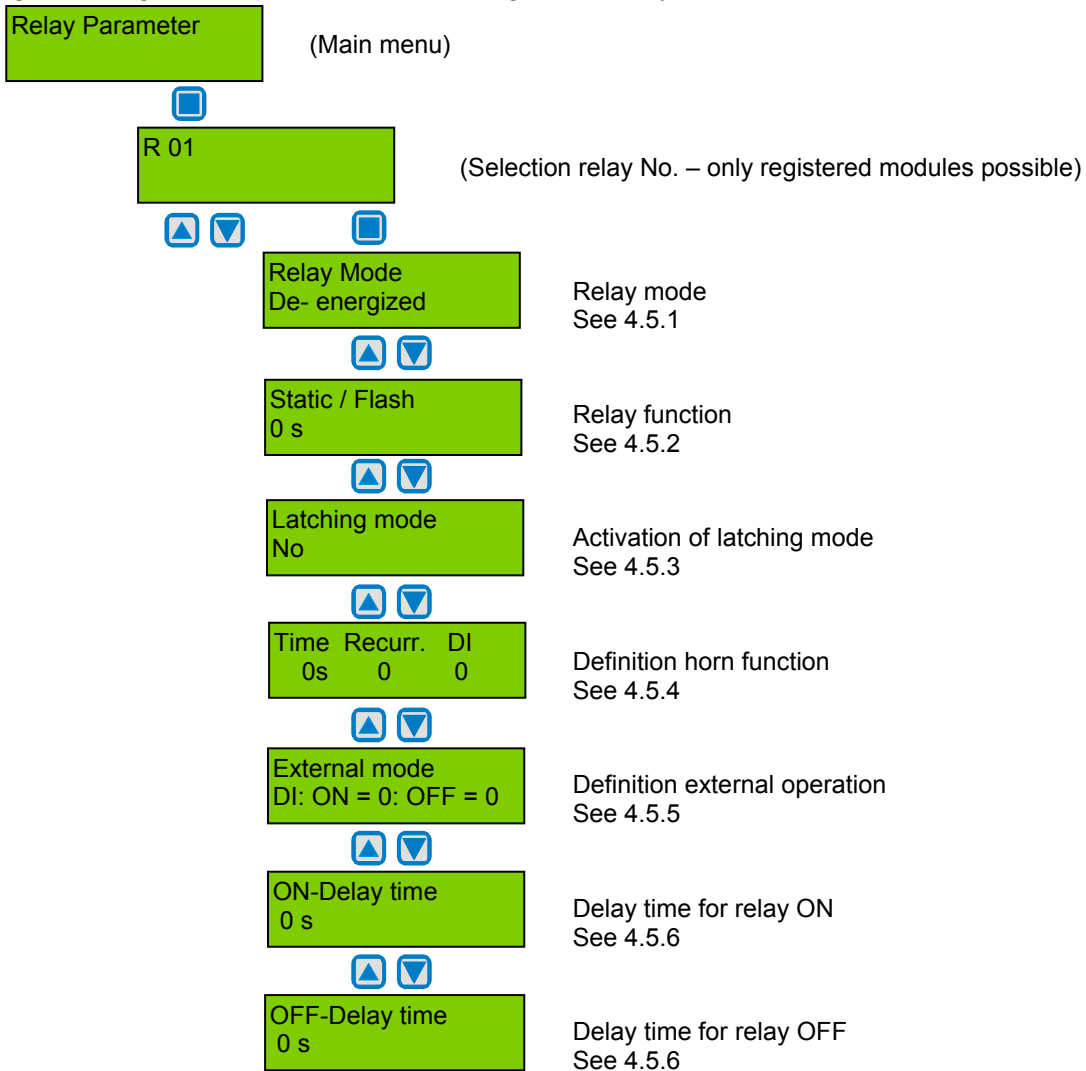 Relay Parameter
(Main menu)
R 01
(Selection relay No. – only registered modules possible)
Relay Mode
De- energized
Relay mode
See 4.5.1
Static / Flash
0 s
Relay function
See 4.5.2
Latching mode
No
Activation of latching mode
See 4.5.3
Time Recurr. DI
0s 0 0
Definition horn function
See 4.5.4
External mode
DI: ON = 0: OFF = 0
Definition external operation
See 4.5.5
ON-Delay time
0 s
Delay time for relay ON
See 4.5.6
OFF-Delay time
0 s
Delay time for relay OFF
See 4.5.6